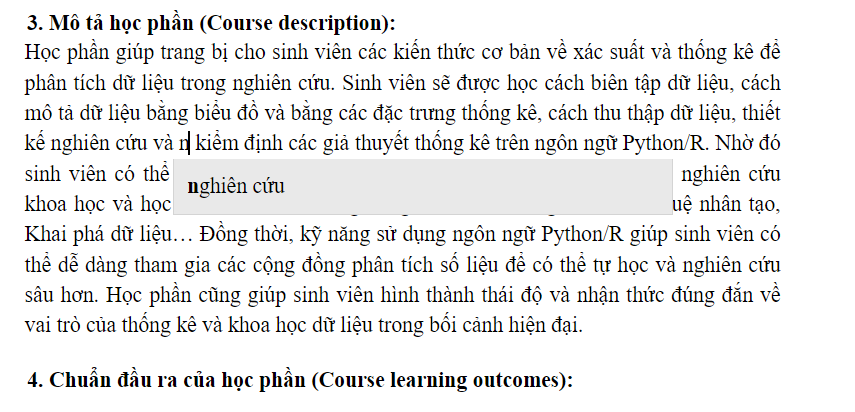 3. Mô tả học phần (Course description):
Học phần giúp trang bị cho sinh viên các kiến thức cơ bản về xác suất và thống kê để
phân tích dữ liệu trong nghiên cứu. Sinh viên sẽ được học cách biên tập dữ liệu, cách
mô tả dữ liệu bằng biểu đồ và bằng các đặc trưng thống kê, cách thu thập dữ liệu, thiết
kế nghiên cứu và n kiểm định các giả thuyết thống kê trên ngôn ngữ Python/R. Nhờ đó
sinh viên có thể nghiên cứu
nghiên cứu
khoa học và học uệ nhân tạo,
Khai phá dữ liệu… Đồng thời, kỹ năng sử dụng ngôn ngữ Python/R giúp sinh viên có
thể dễ dàng tham gia các cộng đồng phân tích số liệu để có thể tự học và nghiên cứu
sâu hơn. Học phần cũng giúp sinh viên hình thành thái độ và nhận thức đúng đắn về
vai trò của thống kê và khoa học dữ liệu trong bối cảnh hiện đại.
4. Chuẩn đầu ra của học phần (Course learning outcomes):